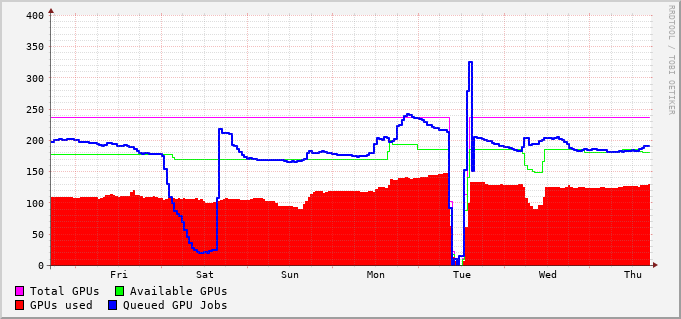 RRDTOOL / TOBI OETIKER
400
350
300
250
200
150
100
50
0
Fri Sat Sun Mon Tue Wed Thu
Total GPUs Available GPUs
GPUs used Queued GPU Jobs